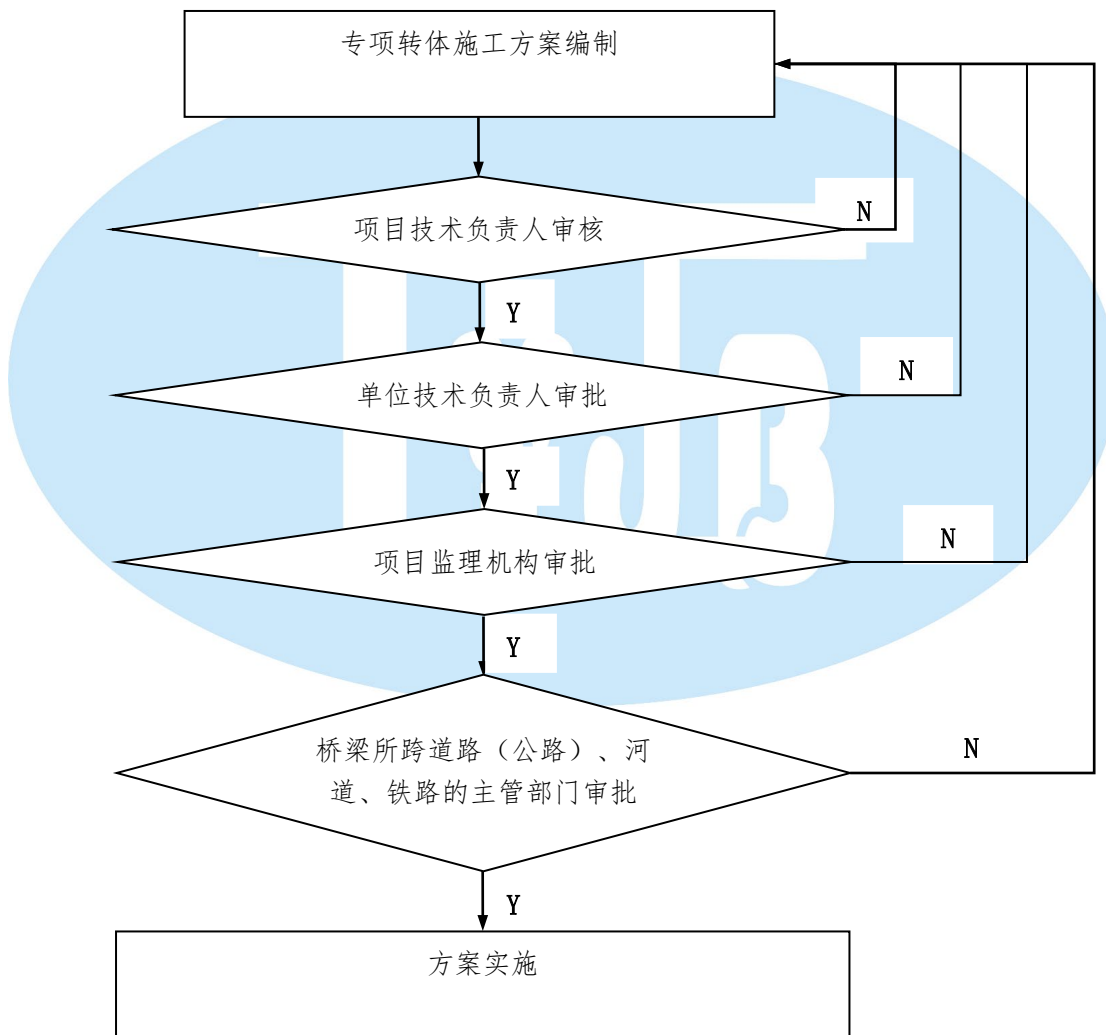 专项转体施工方案编制
项目技术负责人审核
N
Y
单位技术负责人审批
N
Y
项目监理机构审批
N
Y
桥梁所跨道路（公路）、河
道、铁路的主管部门审批
N
Y
方案实施